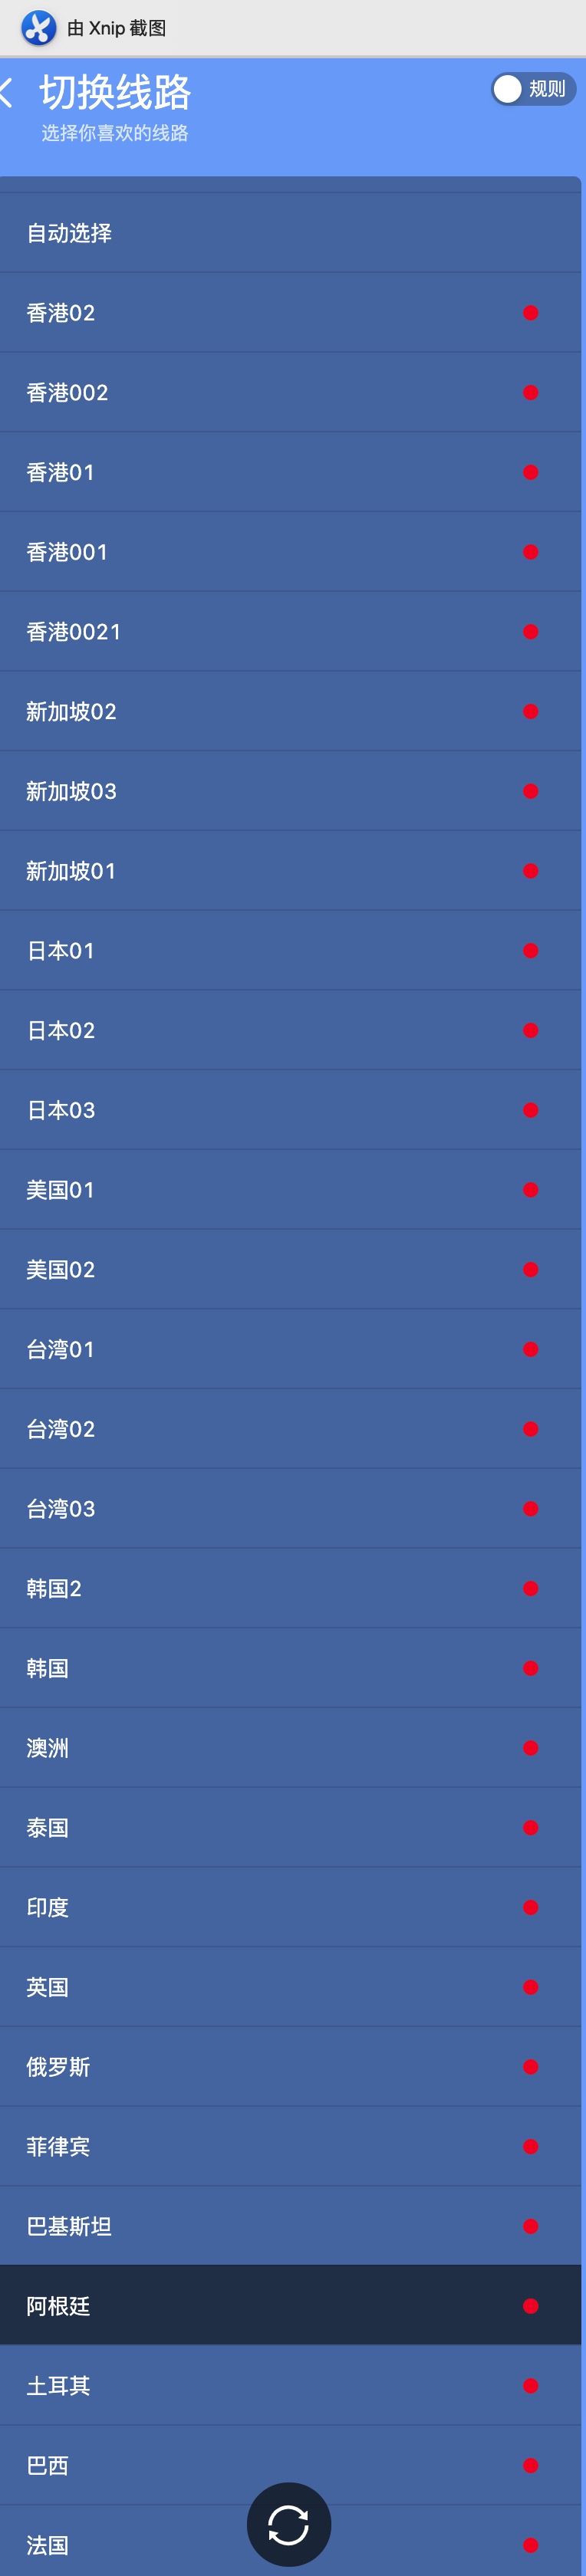 由 Xnip 截图
切换线路
规则
选择你喜欢的线路
自动选择
香港02
香港002
香港01
香港001
香港0021
新加坡02
新加坡03
新加坡01
日本01
日本02
日本03
美国01
美国02
台湾01
台湾02
台湾03
韩国2
韩国
澳洲
泰国
印度
英国
俄罗斯
菲律宾
巴基斯坦
阿根廷
土耳其
巴西
法国